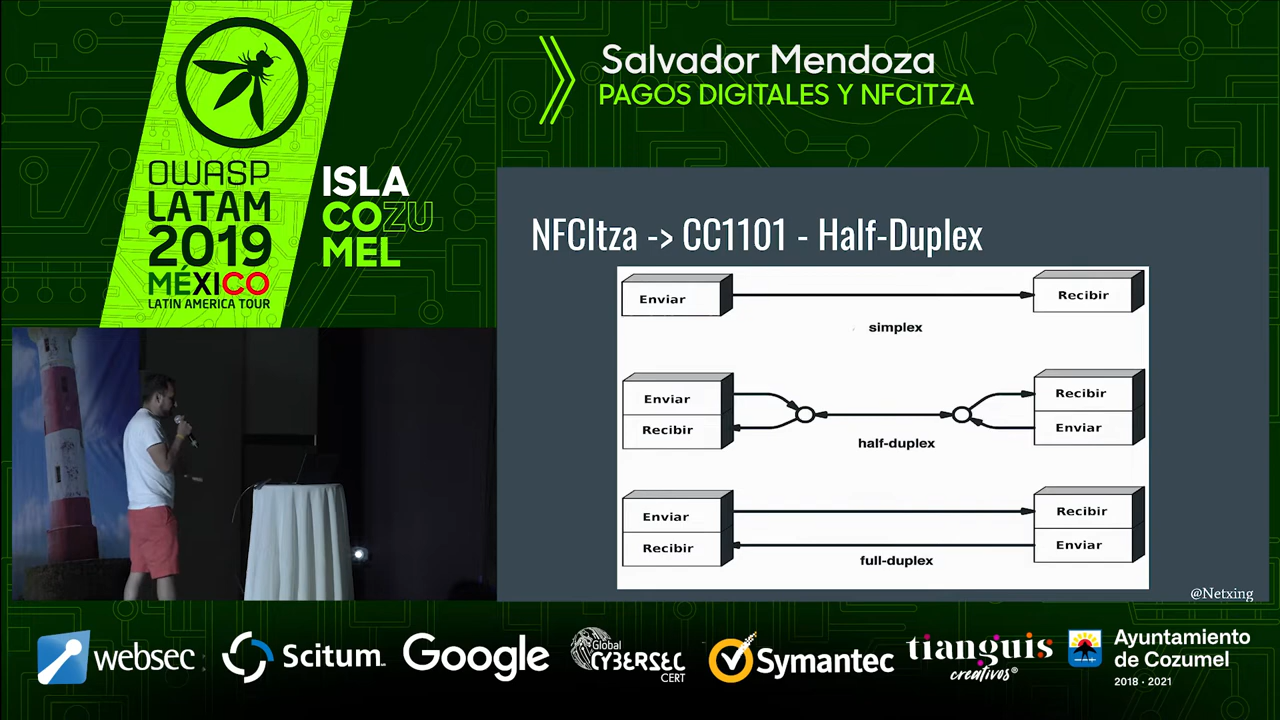 Salvador Mendoza
PAGOS DIGITALES Y NFCITZA
OWASP
LATAM
2019
MÉXICO
LATIN AMERICA TOUR
ISLA
COZU
MEL
NFCItza -> CC1101 - Half-Duplex
Enviar
Recibir
simplex
Enviar
Recibir
Recibir
Enviar
half-duplex
Enviar
Recibir
Recibir
Enviar
full-duplex
@Netxing
websec
Scitum
Google
Global
CYBERSEC
CERT
Symantec
tianguis
creativos®
Ayuntamiento
de Cozumel
2018 - 2021